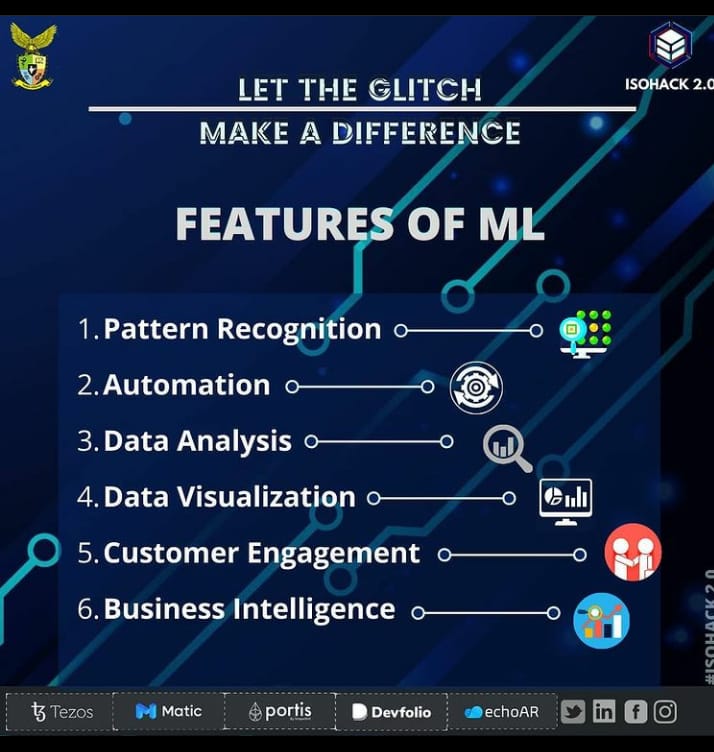 ISOHACK 2.0
LET THE GLITCH
MAKE A DIFFERENCE
FEATURES OF ML
1. Pattern Recognition
2. Automation
3. Data Analysis
4. Data Visualization
5. Customer Engagement
6. Business Intelligence
#ISOHACK 2.0
Tezos
Matic
portis
Devfolio
echoAR